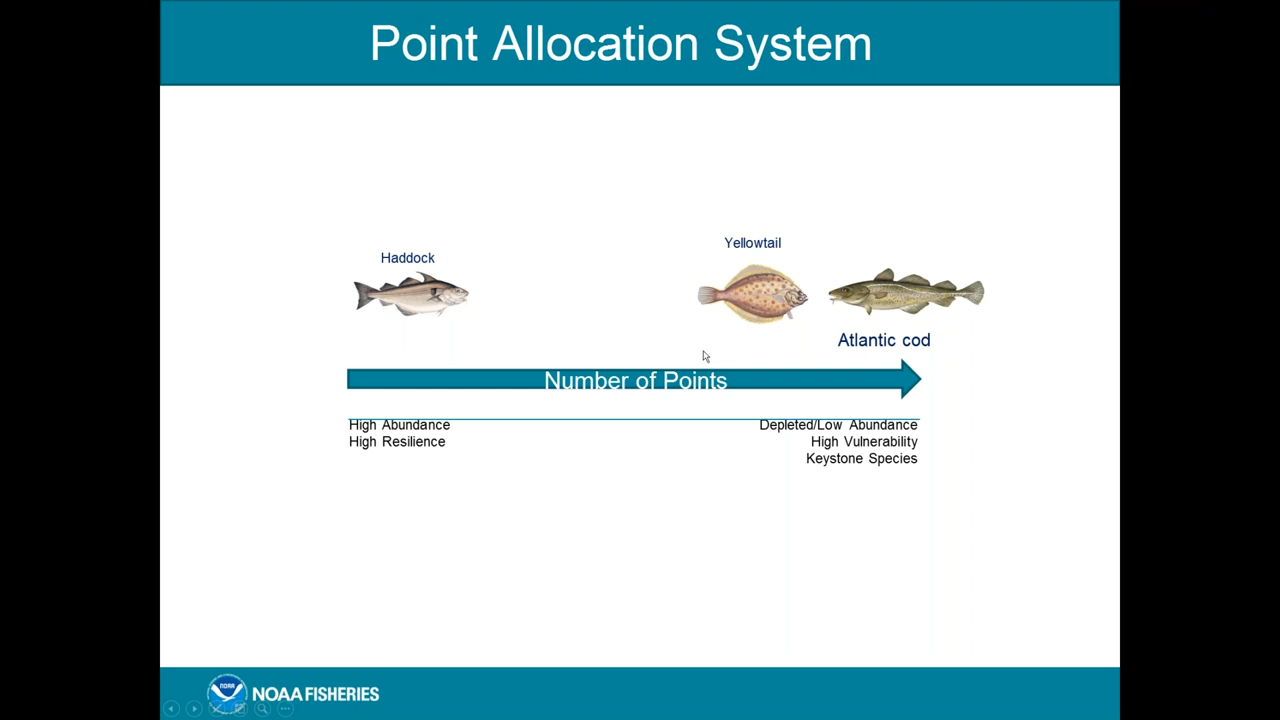 Point Allocation System
Yellowtail
Haddock
Atlantic cod
Number of Points
High Abundance
High Resilience
Depleted/Low Abundance
High Vulnerability
Keystone Species
NOAA
NOAA FISHERIES